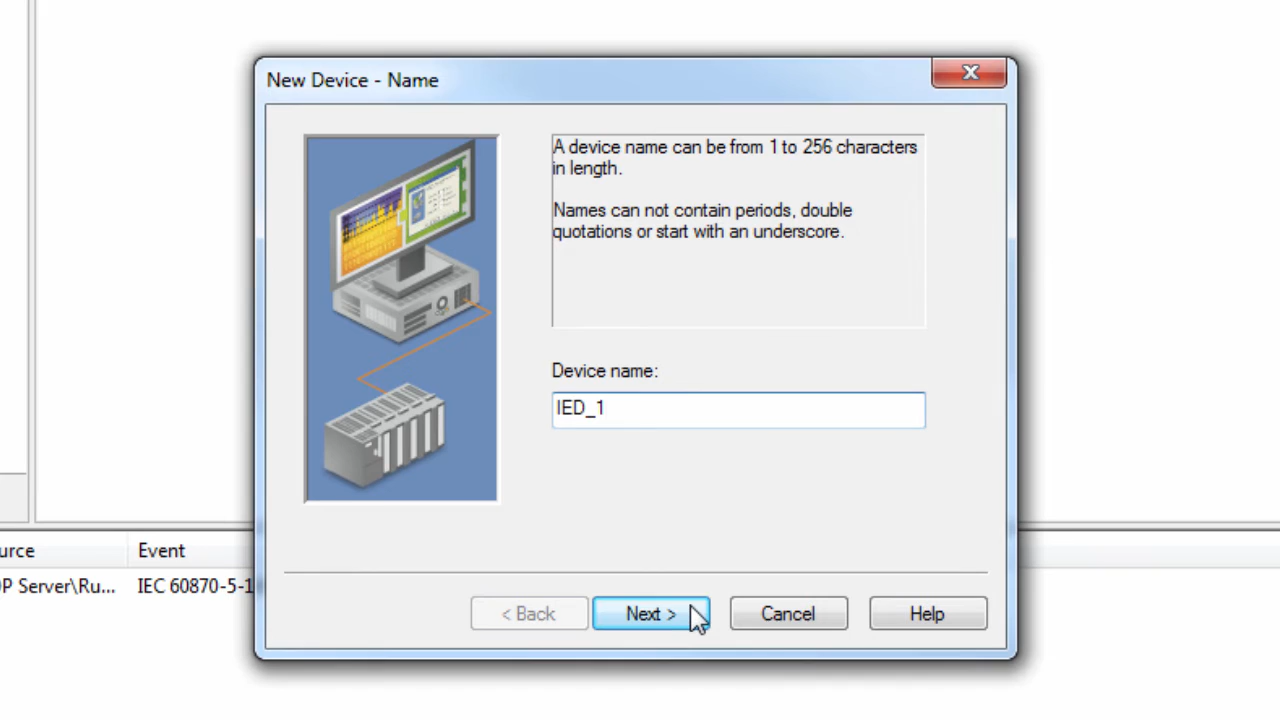 New Device - Name
A device name can be from 1 to 256 characters
in length.
Names can not contain periods, double
quotations or start with an underscore.
Device name:
IED_1
urce Event
P Server\Ru... IEC 60870-5-1
< Back Next > Cancel Help